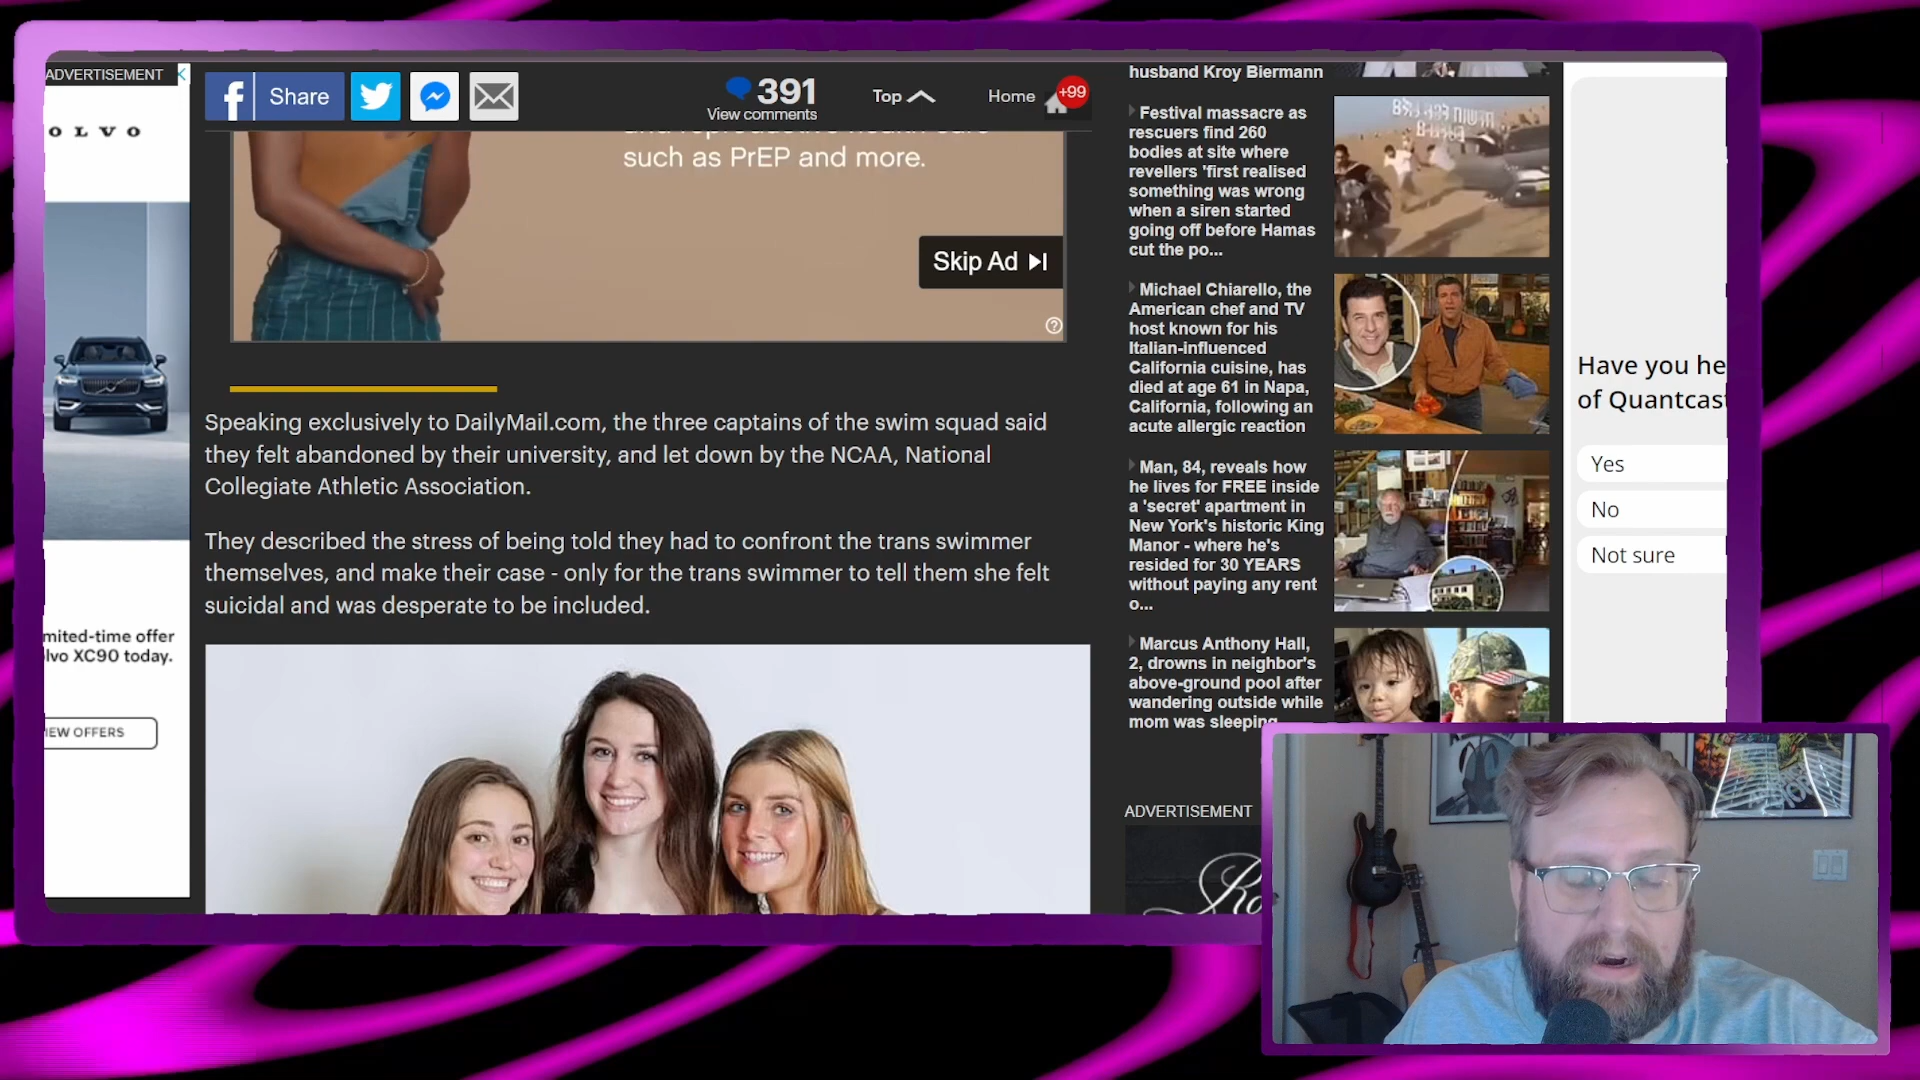 ADVERTISEMENT
OLVO
mited-time offer
lvo XC90 today.
IEW OFFERS
Share
391
View comments
Top
Home
+99
such as PrEP and more.
Skip Ad
Speaking exclusively to DailyMail.com, the three captains of the swim squad said
they felt abandoned by their university, and let down by the NCAA, National
Collegiate Athletic Association.
They described the stress of being told they had to confront the trans swimmer
themselves, and make their case - only for the trans swimmer to tell them she felt
suicidal and was desperate to be included.
husband Kroy Biermann
Festival massacre as
rescuers find 260
bodies at site where
revellers 'first realised
something was wrong
when a siren started
going off before Hamas
cut the po...
Michael Chiarello, the
American chef and TV
host known for his
Italian-influenced
California cuisine, has
died at age 61 in Napa,
California, following an
acute allergic reaction
Man, 84, reveals how
he lives for FREE inside
a 'secret' apartment in
New York's historic King
Manor - where he's
resided for 30 YEARS
without paying any rent
o...
Marcus Anthony Hall,
2, drowns in neighbor's
above-ground pool after
wandering outside while
mom was sleeping
ADVERTISEMENT
Have you he
of Quantcast
Yes
No
Not sure